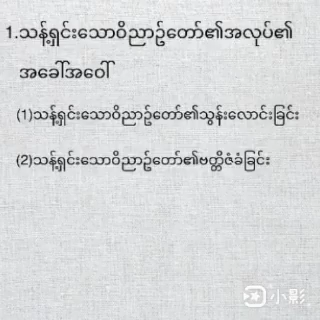 1.သန့်ရှင်းသောဝိညာဉ်တော်၏အလုပ်၏
အခေါ်အဝေါ်
(1)သန့်ရှင်းသောဝိညာဉ်တော်၏သွန်းလောင်းခြင်း
(2)သန့်ရှင်းသောဝိညာဉ်တော်၏ဗတ္တိဇံခံခြင်း
小影